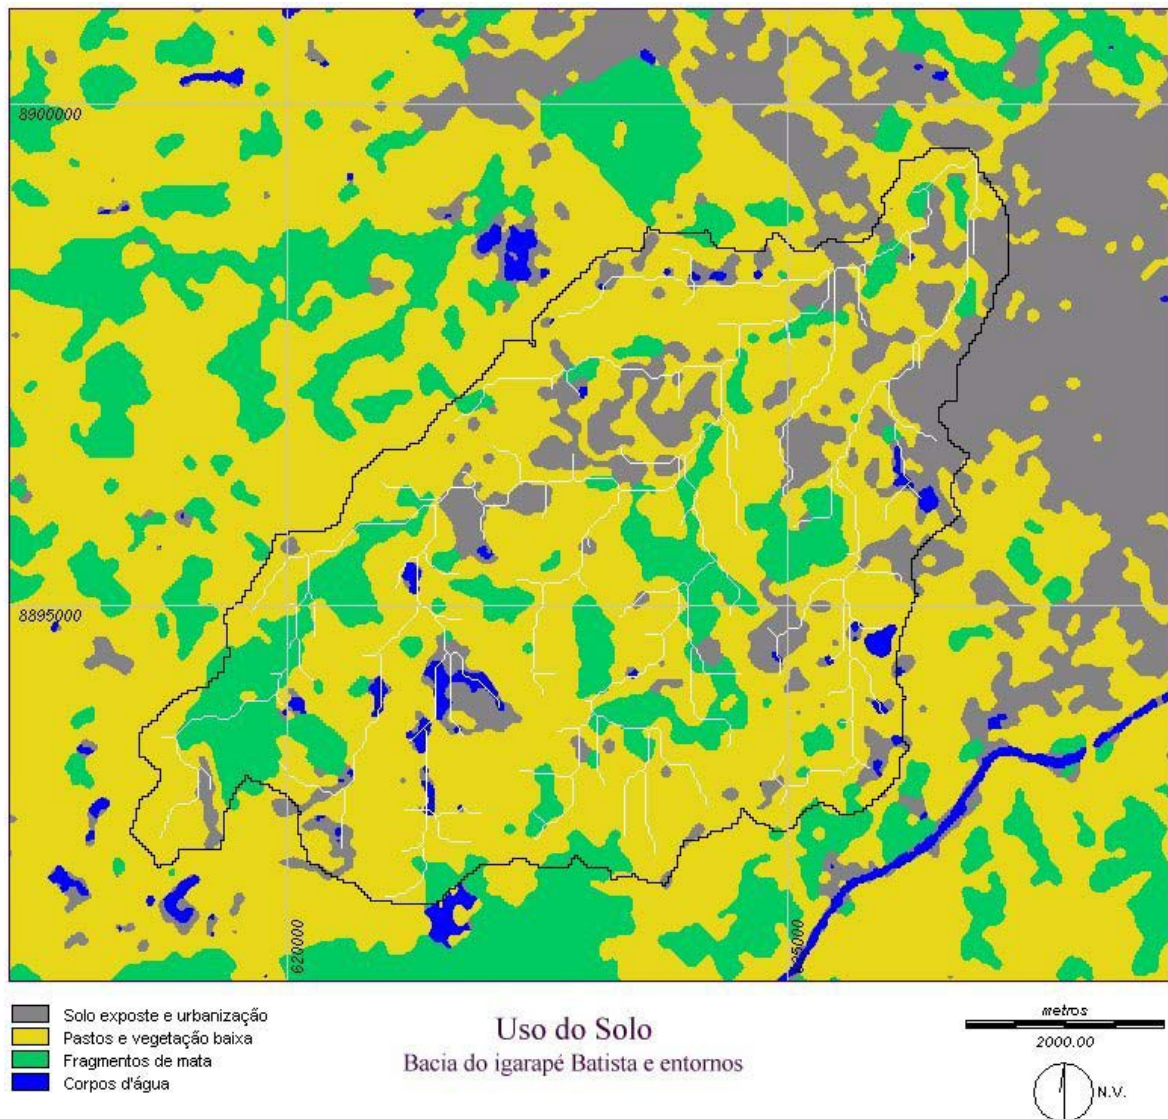 8900000
8895000
620000
625000
Solo exposte e urbanização
Pastos e vegetação baixa
Fragmentos de mata
Corpos d'água
Uso do Solo
Bacia do igarapé Batista e entornos
metros
2000.00
N.V.